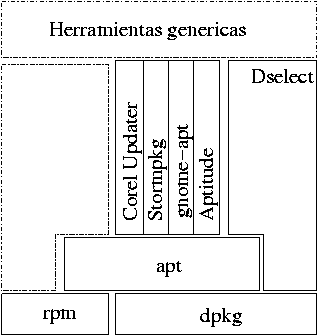 Herramientas genericas
Dselect
Corel Updater
Stormpkg
gnome-apt
Aptitude
apt
rpm
dpkg